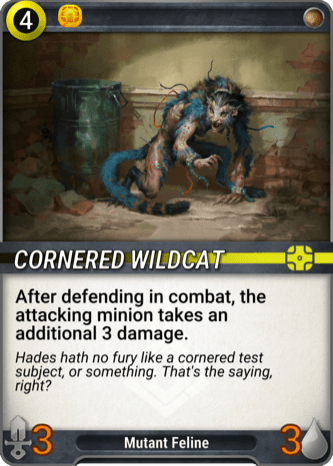 4
CORNERED WILDCAT
After defending in combat, the
attacking minion takes an
additional 3 damage.
Hades hath no fury like a cornered test
subject, or something. That's the saying,
right?
3
Mutant Feline
3